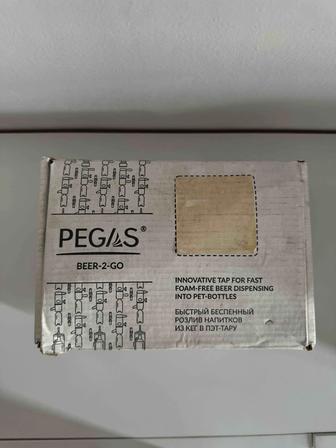 PEGAS®
BEER-2-GO
INNOVATIVE TAP FOR FAST
FOAM-FREE BEER DISPENSING
INTO PET-BOTTLES
БЫСТРЫЙ БЕСПЕННЫЙ
РОЗЛИВ НАПИТКОВ
ИЗ КЕГ В ПЭТ-ТАРУ